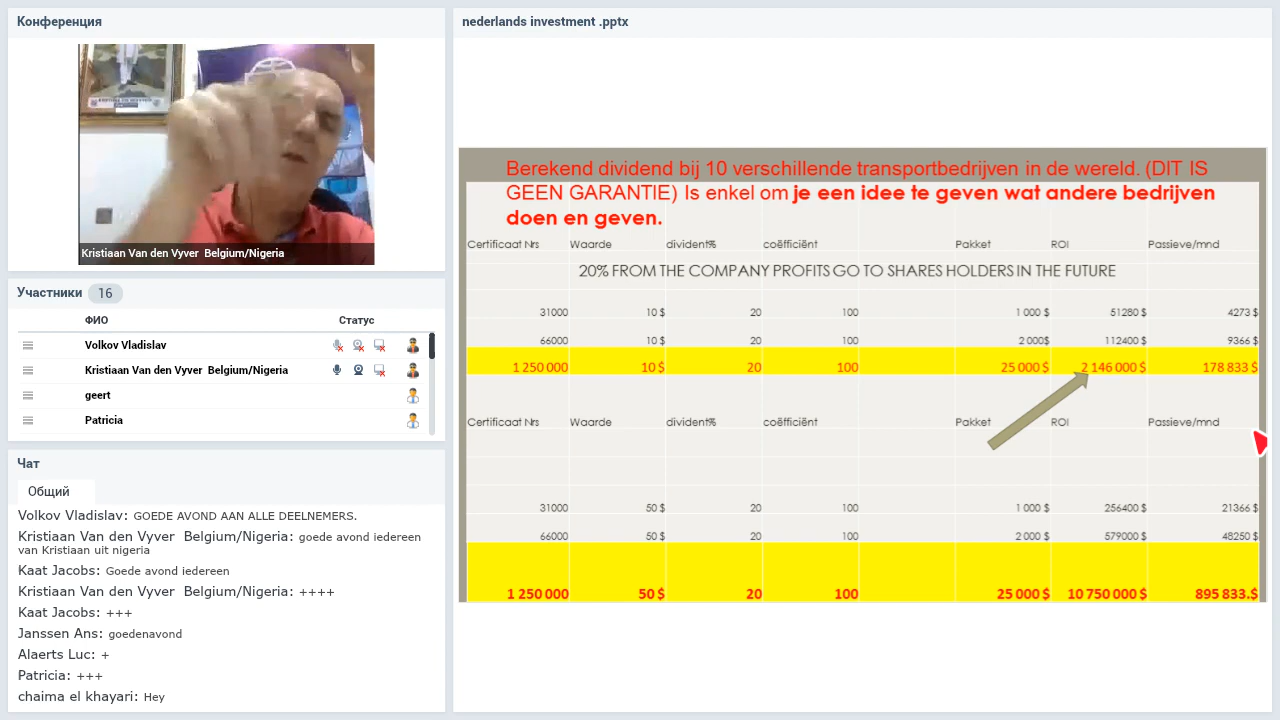 Конференция
Kristiaan Van den Vyver Belgium/Nigeria
Участники 16
ФИО Статус
Volkov Vladislav
Kristiaan Van den Vyver Belgium/Nigeria
geert
Patricia
Чат
Общий
Volkov Vladislav: GOEDE AVOND AAN ALLE DEELNEMERS.
Kristiaan Van den Vyver Belgium/Nigeria: goede avond iedereen
van Kristiaan uit nigeria
Kaat Jacobs: Goede avond iedereen
Kristiaan Van den Vyver Belgium/Nigeria: ++++
Kaat Jacobs: +++
Janssen Ans: goedenavond
Alaerts Luc: +
Patricia: +++
chaima el khayari: Hey
nederlands investment .pptx
Berekend dividend bij 10 verschillende transportbedrijven in de wereld. (DIT IS
GEEN GARANTIE) Is enkel om je een idee te geven wat andere bedrijven
doen en geven.
Certificaat Nrs Waarde divident% coëfficiënt Pakket ROI Passieve/mnd
20% FROM THE COMPANY PROFITS GO TO SHARES HOLDERS IN THE FUTURE
31000 10 $ 20 100 1 000 $ 51280 $ 4273 $
66000 10 $ 20 100 2 000$ 112400 $ 9366 $
1 250 000 10 $ 20 100 25 000 $ 2 146 000 $ 178 833 $
Certificaat Nrs Waarde divident% coëfficiënt Pakket ROI Passieve/mnd
31000 50 $ 20 100 1 000 $ 256400 $ 21366 $
66000 50 $ 20 100 2 000 $ 579000 $ 48250 $
1 250 000 50 $ 20 100 25 000 $ 10 750 000 $ 895 833.$